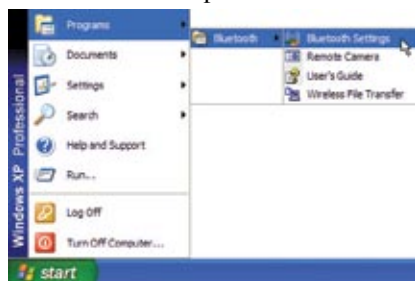 Programs
Documents
Settings
Search
Help and Support
Run...
Log Off
Turn Off Computer...
Windows XP Professional
start
Bluetooth
Bluetooth Settings
Remote Camera
User's Guide
Wireless File Transfer